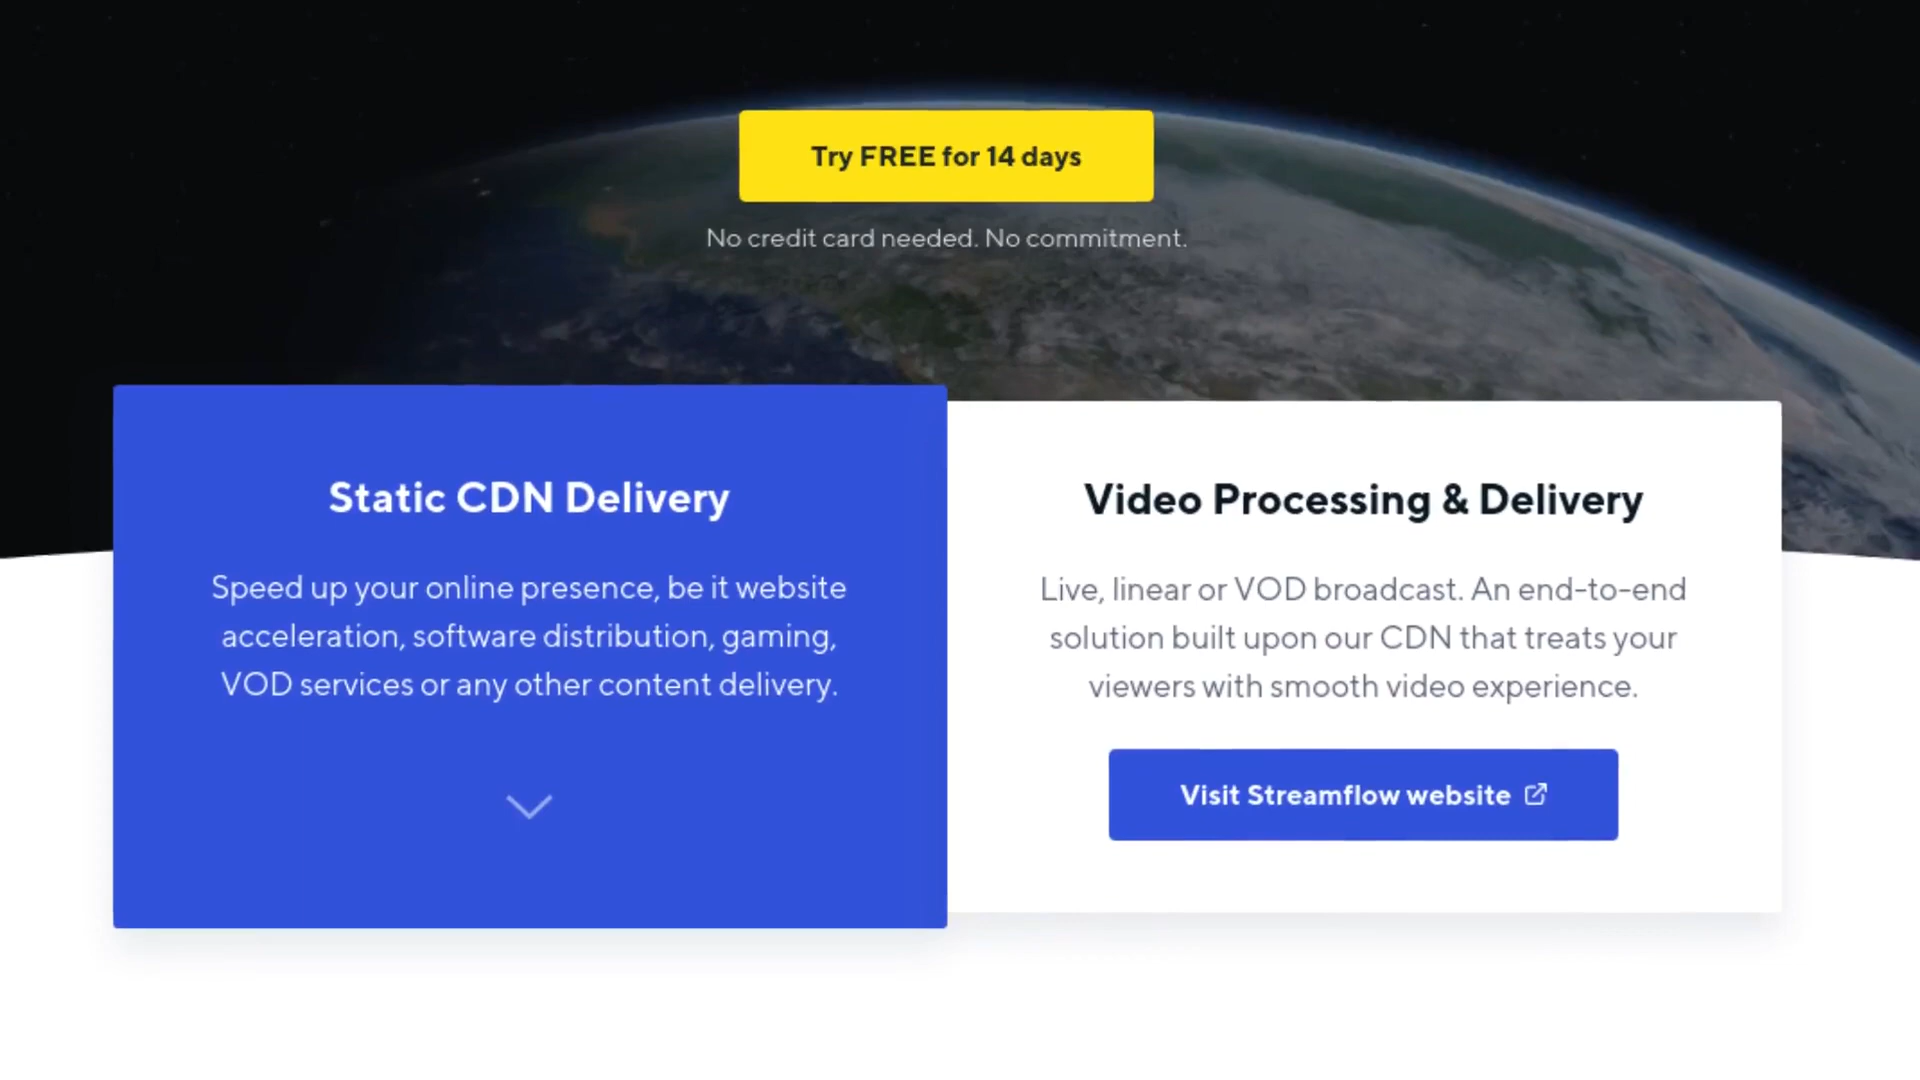 Try FREE for 14 days
No credit card needed. No commitment.
Static CDN Delivery
Speed up your online presence, be it website
acceleration, software distribution, gaming,
VOD services or any other content delivery.
Video Processing & Delivery
Live, linear or VOD broadcast. An end-to-end
solution built upon our CDN that treats your
viewers with smooth video experience.
Visit Streamflow website